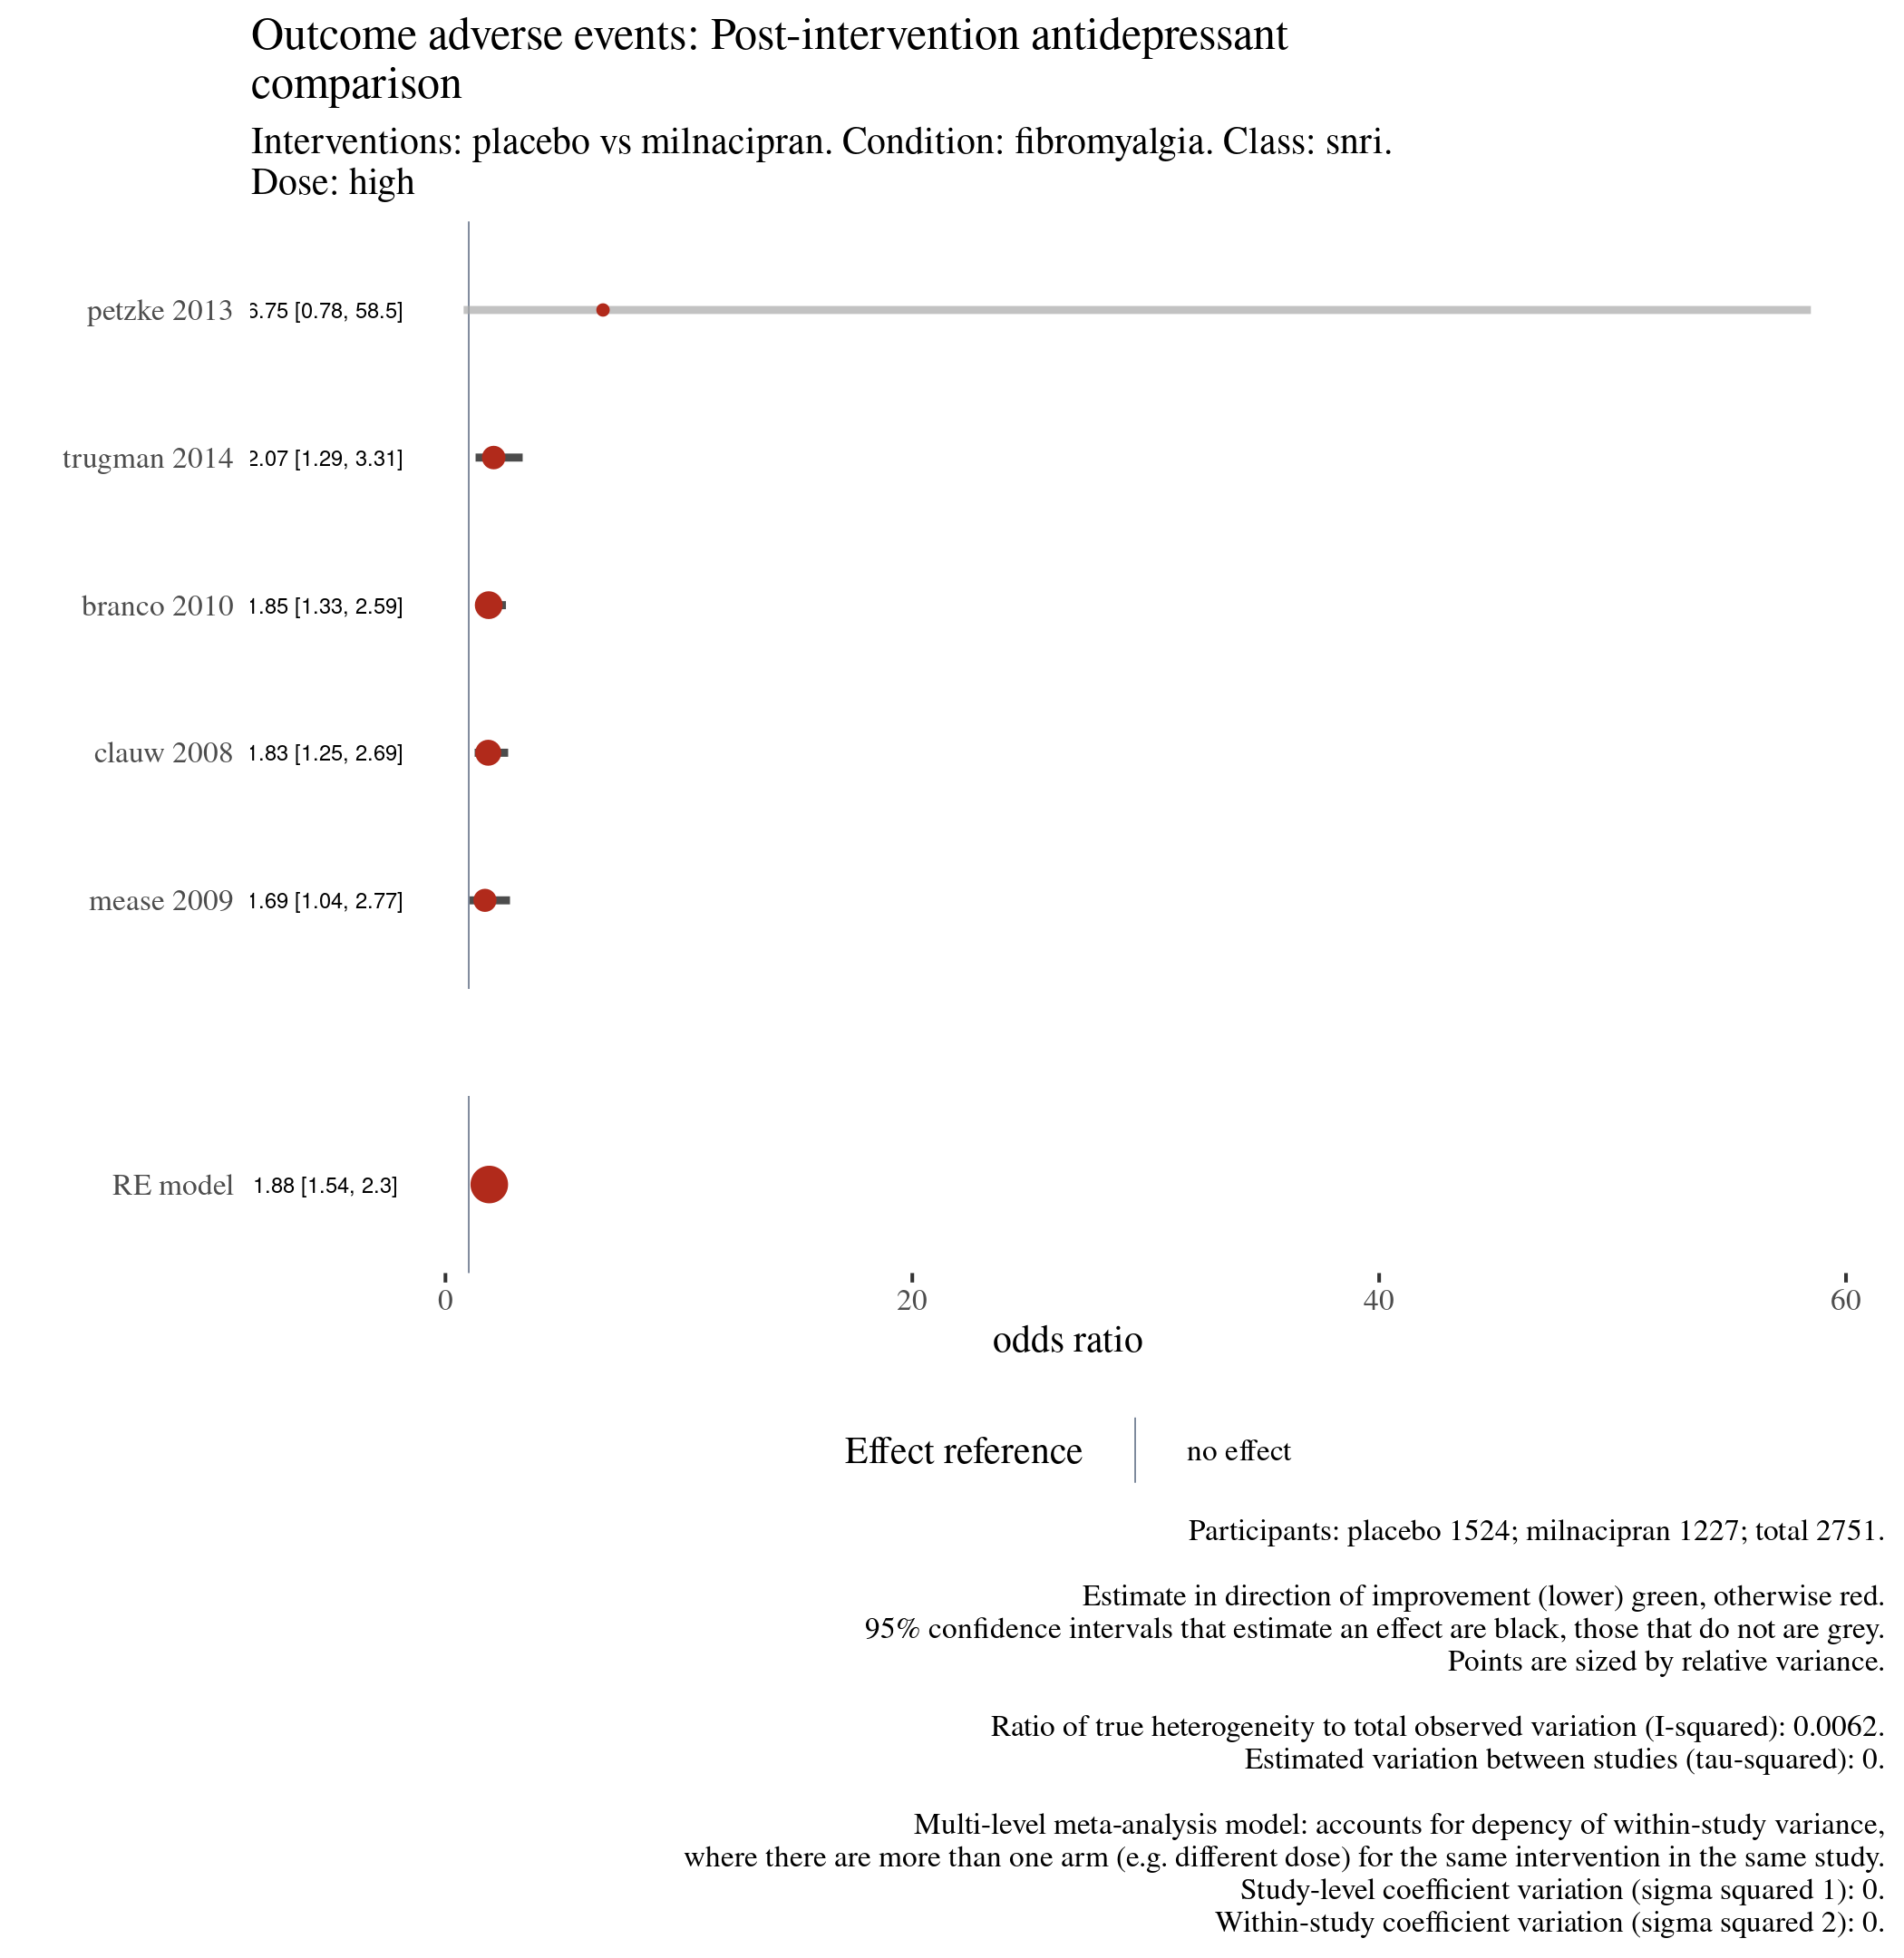 Outcome adverse events: Post-intervention antidepressant
comparison
Interventions: placebo vs milnacipran. Condition: fibromyalgia. Class: snri.
Dose: high
petzke 2013 6.75 [0.78, 58.5]
trugman 2014 2.07 [1.29, 3.31]
branco 2010 1.85 [1.33, 2.59]
clauw 2008 1.83 [1.25, 2.69]
mease 2009 1.69 [1.04, 2.77]
RE model 1.88 [1.54, 2.3]
0 20 40 60
odds ratio
Effect reference no effect
Participants: placebo 1524; milnacipran 1227; total 2751.
Estimate in direction of improvement (lower) green, otherwise red.
95% confidence intervals that estimate an effect are black, those that do not are grey.
Points are sized by relative variance.
Ratio of true heterogeneity to total observed variation (I-squared): 0.0062.
Estimated variation between studies (tau-squared): 0.
Multi-level meta-analysis model: accounts for depency of within-study variance,
where there are more than one arm (e.g. different dose) for the same intervention in the same study.
Study-level coefficient variation (sigma squared 1): 0.
Within-study coefficient variation (sigma squared 2): 0.